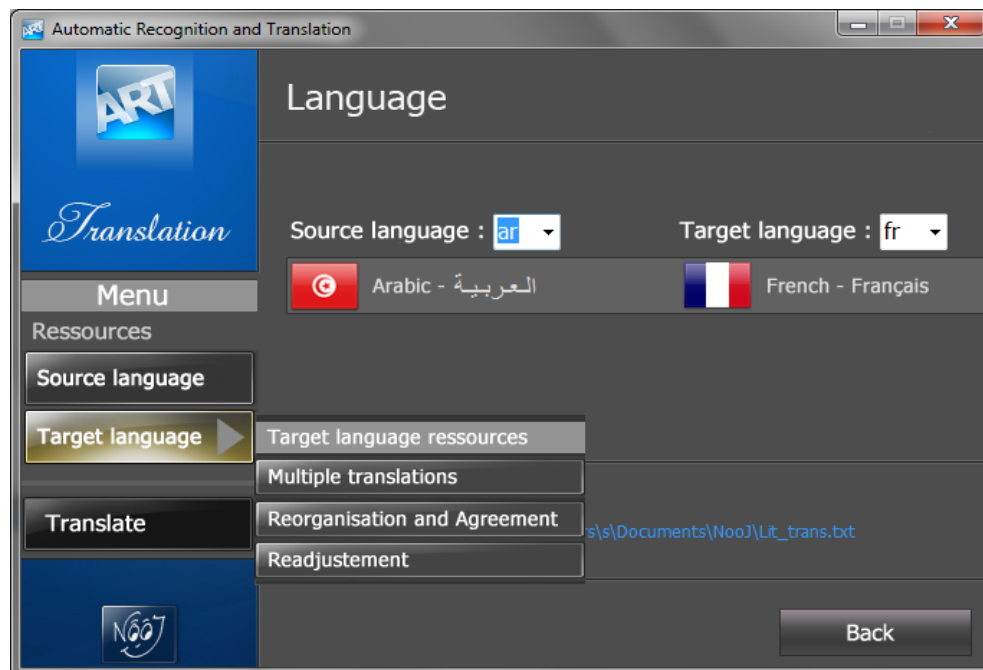 Automatic Recognition and Translation
ART
Translation
Menu
Ressources
Source language
Target language
Translate
NooJ
Language
Source language : ar
Target language : fr
Arabic - العربية
French - Français
Target language ressources
Multiple translations
Reorganisation and Agreement
Readjustement
s\Documents\NooJ\Lit_trans.txt
Back